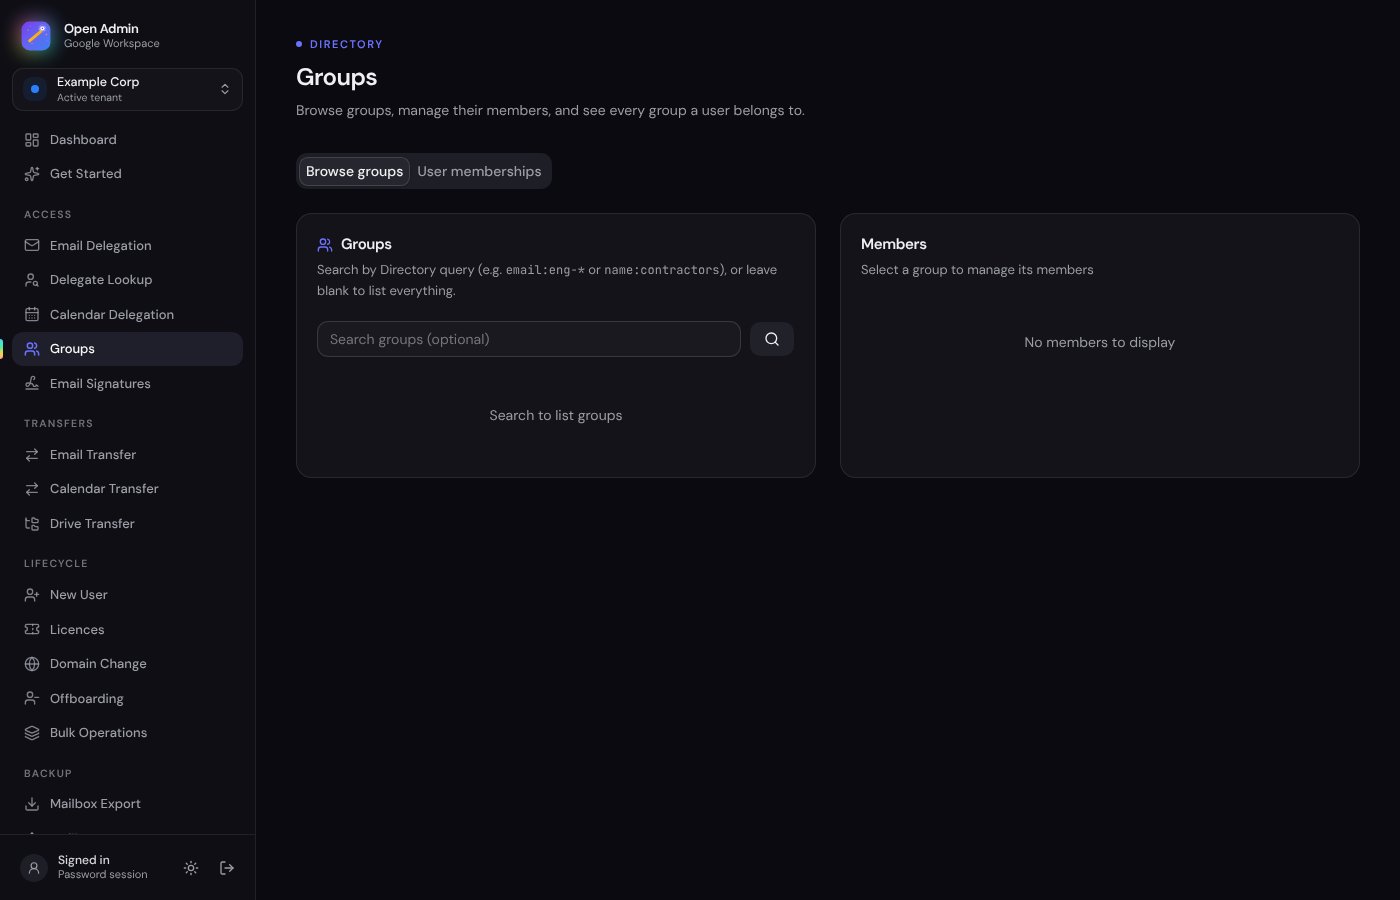 Open Admin
Google Workspace
Example Corp
Active tenant
Dashboard
Get Started
ACCESS
Email Delegation
Delegate Lookup
Calendar Delegation
Groups
Email Signatures
TRANSFERS
Email Transfer
Calendar Transfer
Drive Transfer
LIFECYCLE
New User
Licences
Domain Change
Offboarding
Bulk Operations
BACKUP
Mailbox Export
Signed in
Password session
DIRECTORY
Groups
Browse groups, manage their members, and see every group a user belongs to.
Browse groups
User memberships
Groups
Search by Directory query (e.g. email:eng-* or name:contractors), or leave
blank to list everything.
Search groups (optional)
Search to list groups
Members
Select a group to manage its members
No members to display